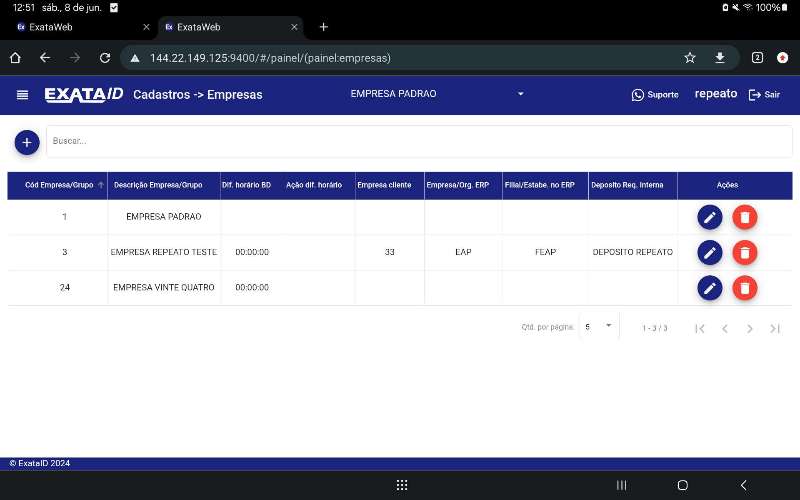 12:51 sáb., 8 de jun. 100%
ExataWeb ExataWeb
144.22.149.125:9400/#/painel/(painel:empresas) 2
EXATAID Cadastros -> Empresas EMPRESA PADRAO Suporte repeato Sair
Buscar...
Cód Empresa/Grupo Descrição Empresa/Grupo Dif. horário BD Ação dif. horário Empresa cliente Empresa/Org. ERP Filial/Estabe. no ERP Deposito Req. Interna Ações
1 EMPRESA PADRAO
3 EMPRESA REPEATO TESTE 00:00:00 33 EAP FEAP DEPOSITO REPEATO
24 EMPRESA VINTE QUATRO 00:00:00
Qtd. por página: 5 1 - 3 / 3
© ExataID 2024